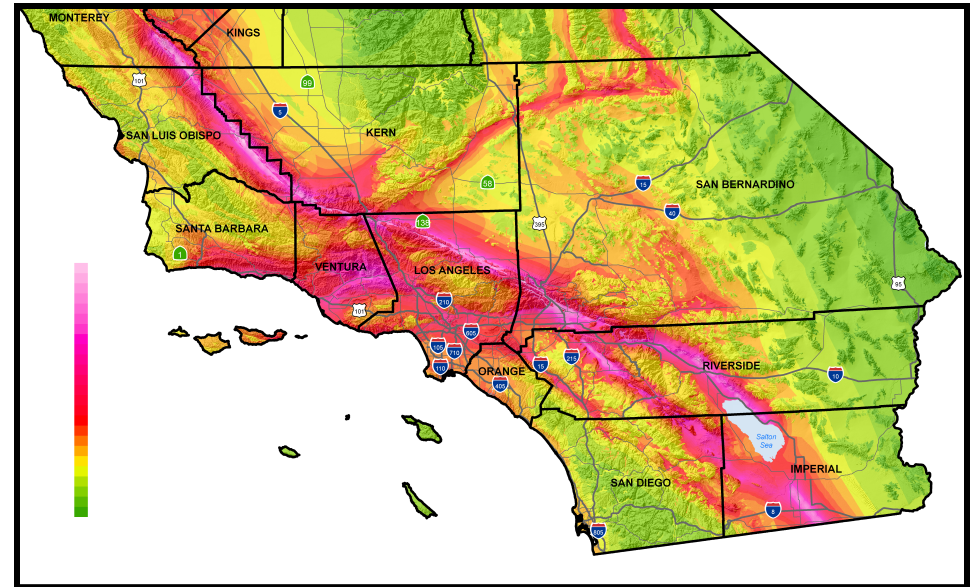 MONTEREY
KINGS
101
99
5
SAN LUIS OBISPO
KERN
58
15
SAN BERNARDINO
40
SANTA BARBARA
138
395
1
VENTURA
LOS ANGELES
95
210
101
605
105
710
215
110
ORANGE
15
RIVERSIDE
10
405
Salton
Sea
IMPERIAL
SAN DIEGO
8
805